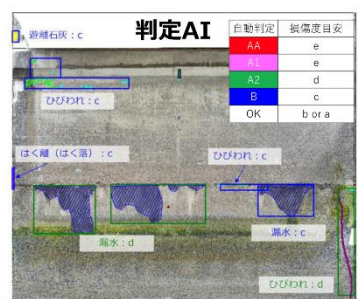 判定AI
自動判定 損傷度目安
AA e
A1 e
A2 d
B c
OK b or a
遊離石灰：c
ひびわれ：c
はく離（はく落）：c
ひびわれ：c
漏水：d
漏水：c
ひびわれ：d